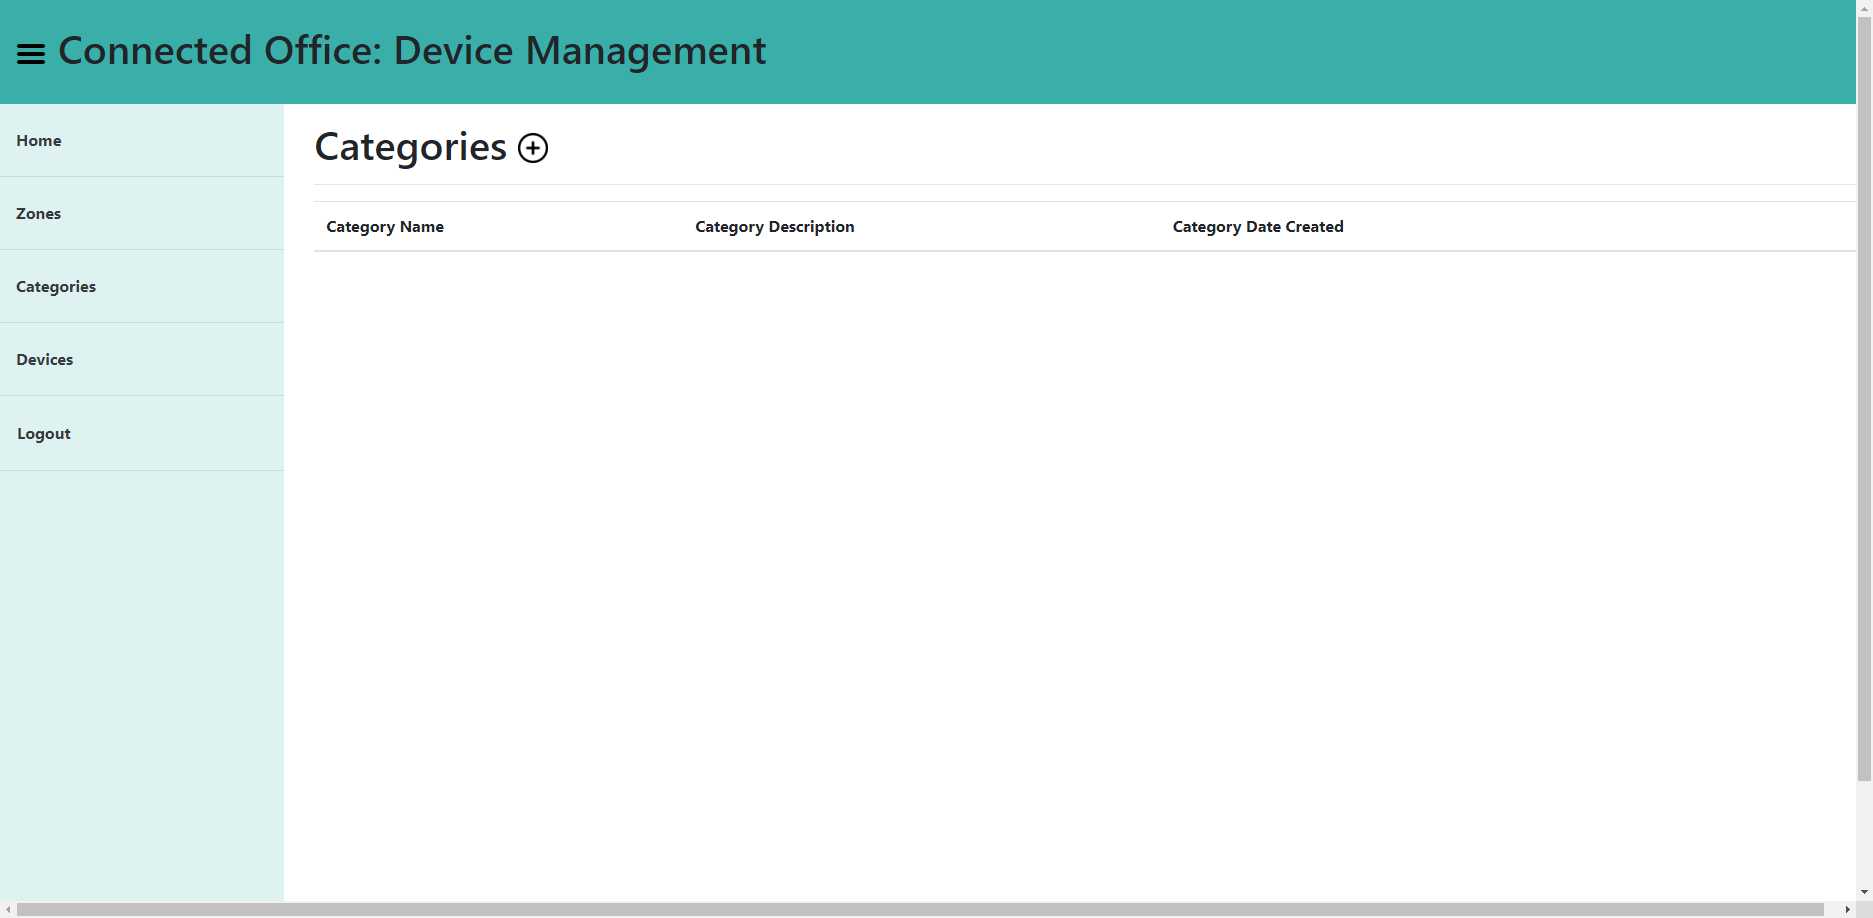 Connected Office: Device Management
Home
Zones
Categories
Devices
Logout
Categories
Category Name Category Description Category Date Created